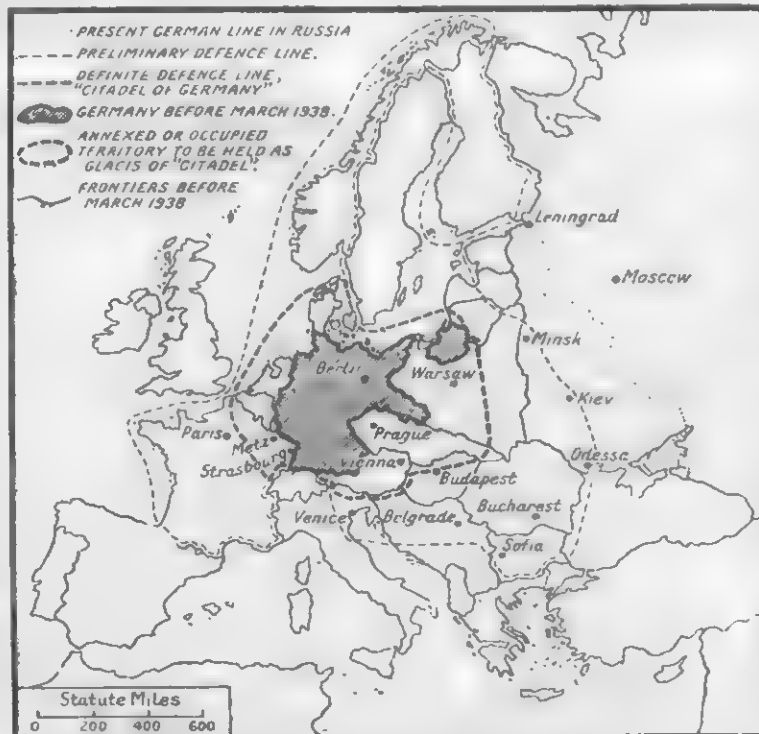 · PRESENT GERMAN LINE IN RUSSIA
PRELIMINARY DEFENCE LINE.
DEFINITE DEFENCE LINE,
"CITADEL OF GERMANY"
GERMANY BEFORE MARCH 1938.
ANNEXED OR OCCUPIED
TERRITORY TO BE HELD AS
GLACIS OF "CITADEL".
FRONTIERS BEFORE
MARCH 1938
Leningrad
Moscow
Minsk
Berlin
Warsaw
Kiev
Paris
Metz
Prague
Strasbourg
Vienna
Odessa
Budapest
Bucharest
Venice
Belgrade
Sofia
Statute Miles
0 200 400 600